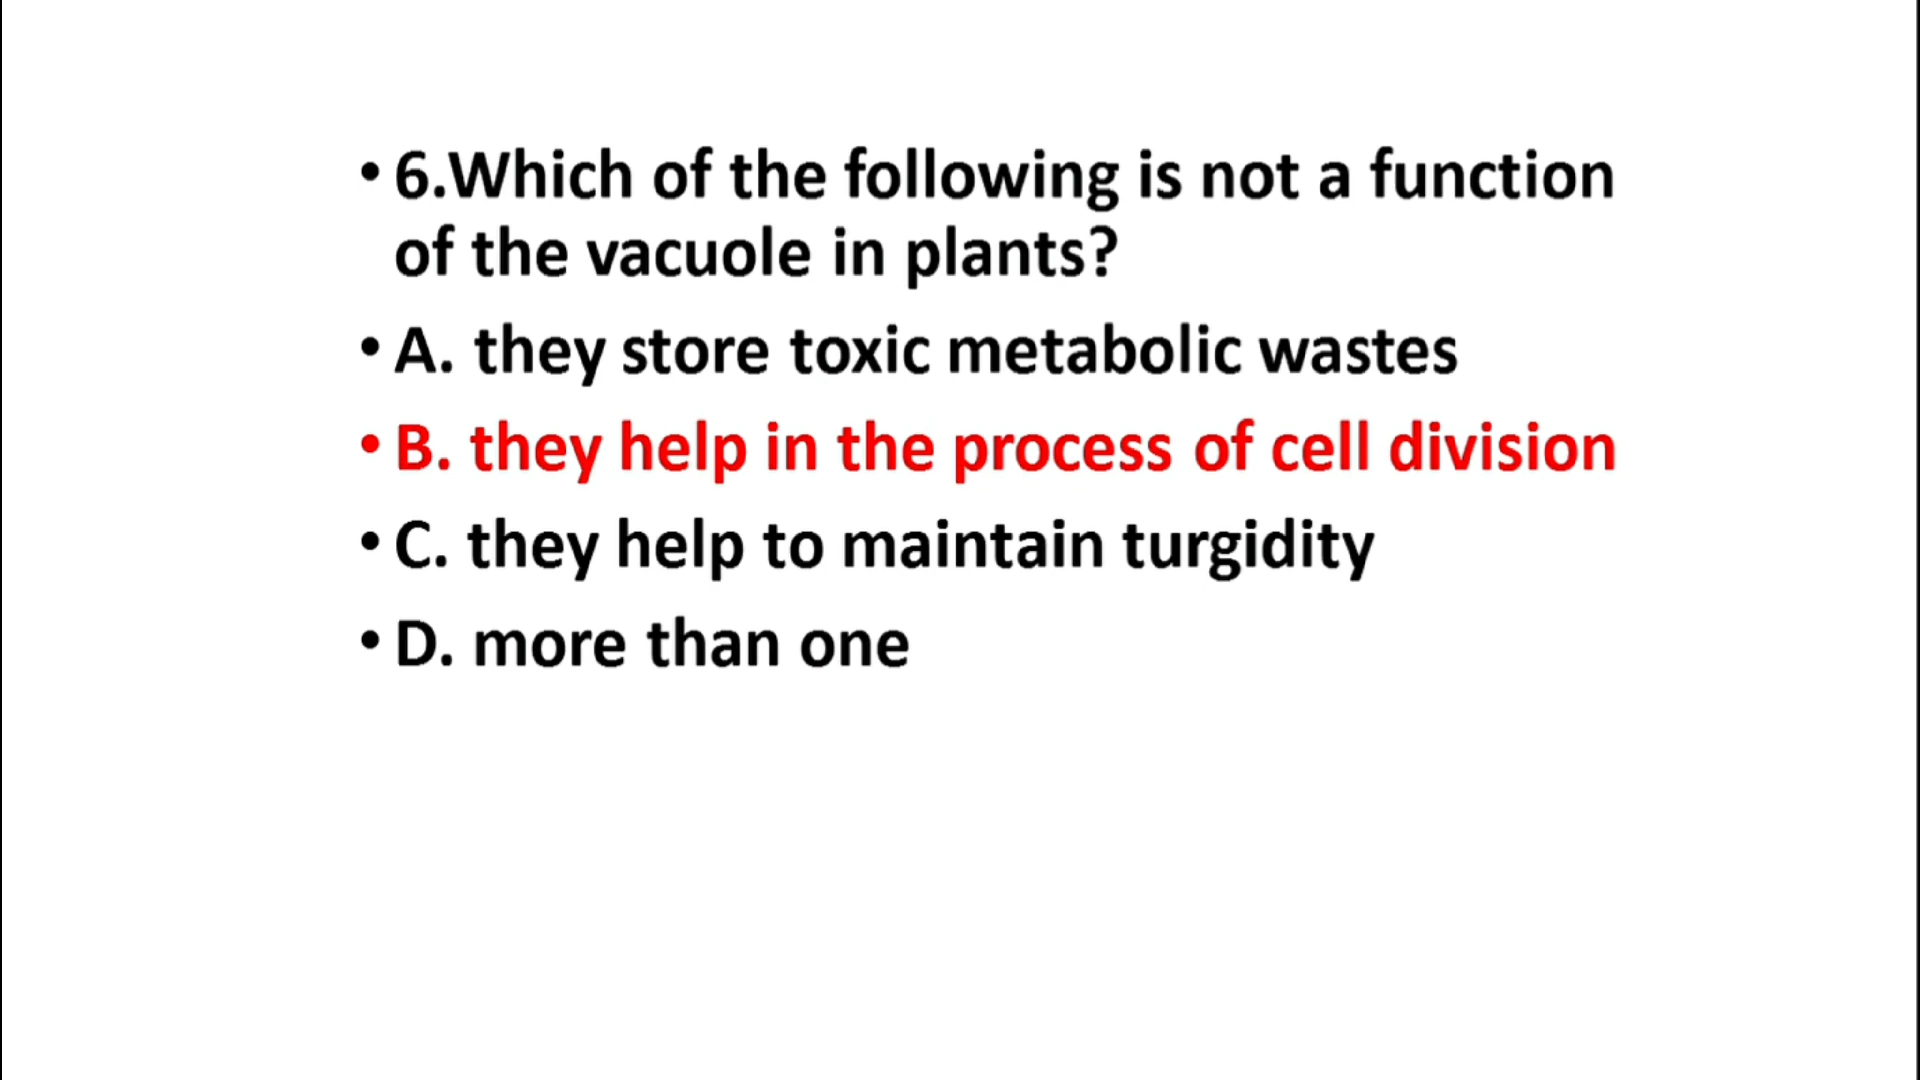 • 6.Which of the following is not a function
of the vacuole in plants?
• A. they store toxic metabolic wastes
• B. they help in the process of cell division
• C. they help to maintain turgidity
• D. more than one